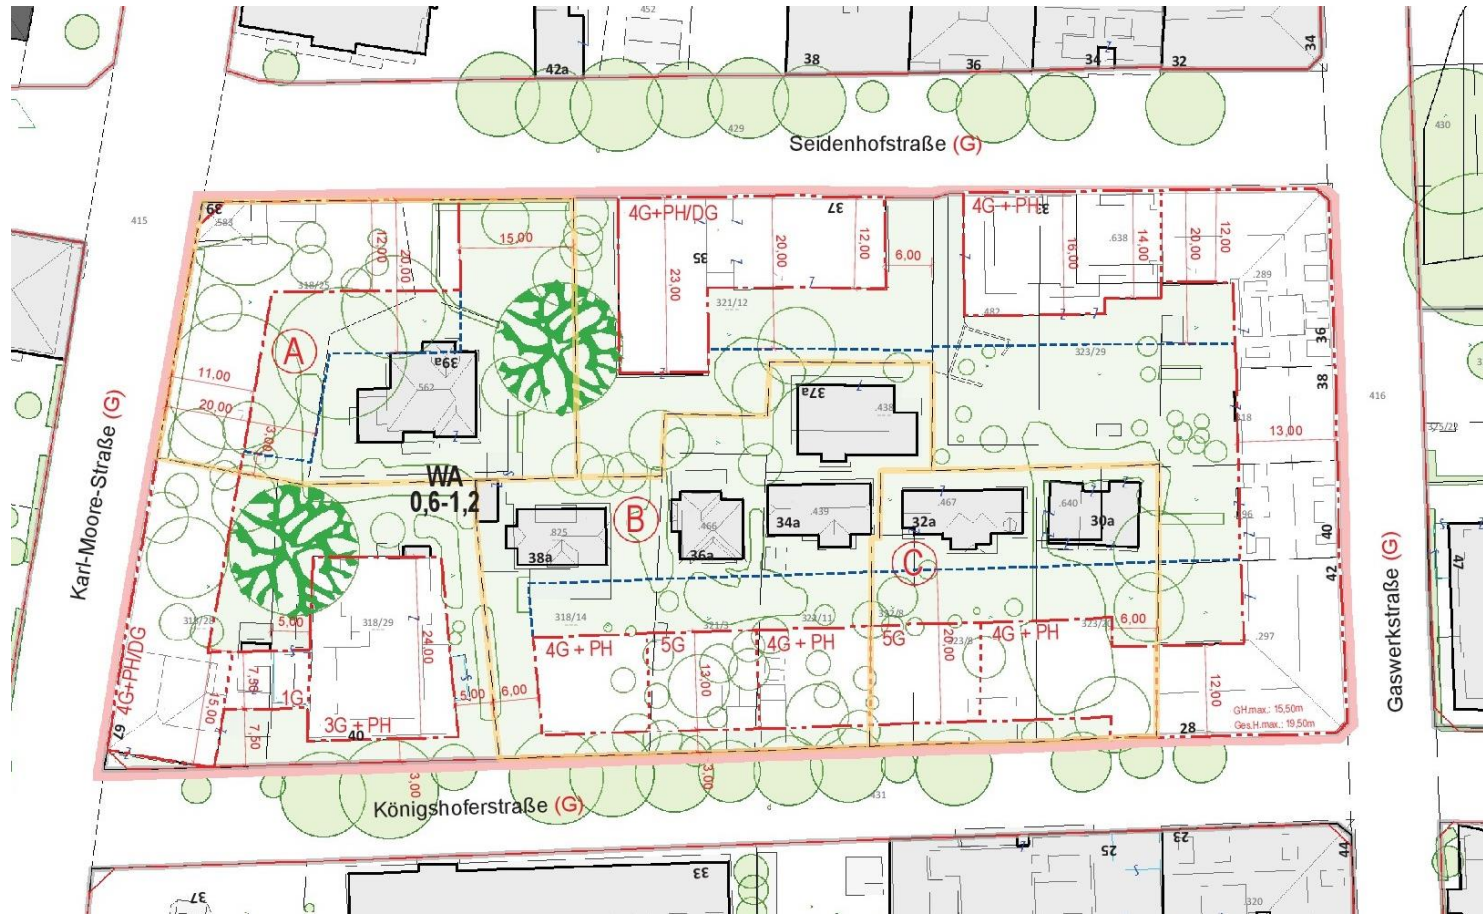 452
42a
38
36
34
32
34
429
430
Seidenhofstraße (G)
415
39
.583
4G+PH/DG
37
4G + PH
.638
12,00
20,00
15,00
35
20,00
12,00
6,00
16,00
14,00
20,00
12,00
.289
318/25
23,00
321/12
.482
323/29
36
A
39a
.562
11,00
20,00
3,00
37a
.438
38
416
13,00
Karl-Moore-Straße (G)
WA
0,6-1,2
B
.825
38a
.466
36a
.439
34a
.467
32a
.640
30a
C
40
42
47
Gaswerkstraße (G)
318/29
5,00
24,00
318/14
321/3
322/11
20,00
6,00
.297
4G+PH/DG
4G + PH
5G
4G + PH
5G
4G + PH
13,00
15,00
7,50
7,50
1G
3G + PH
40
5,00
6,00
12,00
GH.max.: 15,50m
Ges.H.max.: 19,50m
28
67
3,00
3,00
Königshoferstraße (G)
431
33
25
23
44
37
.320